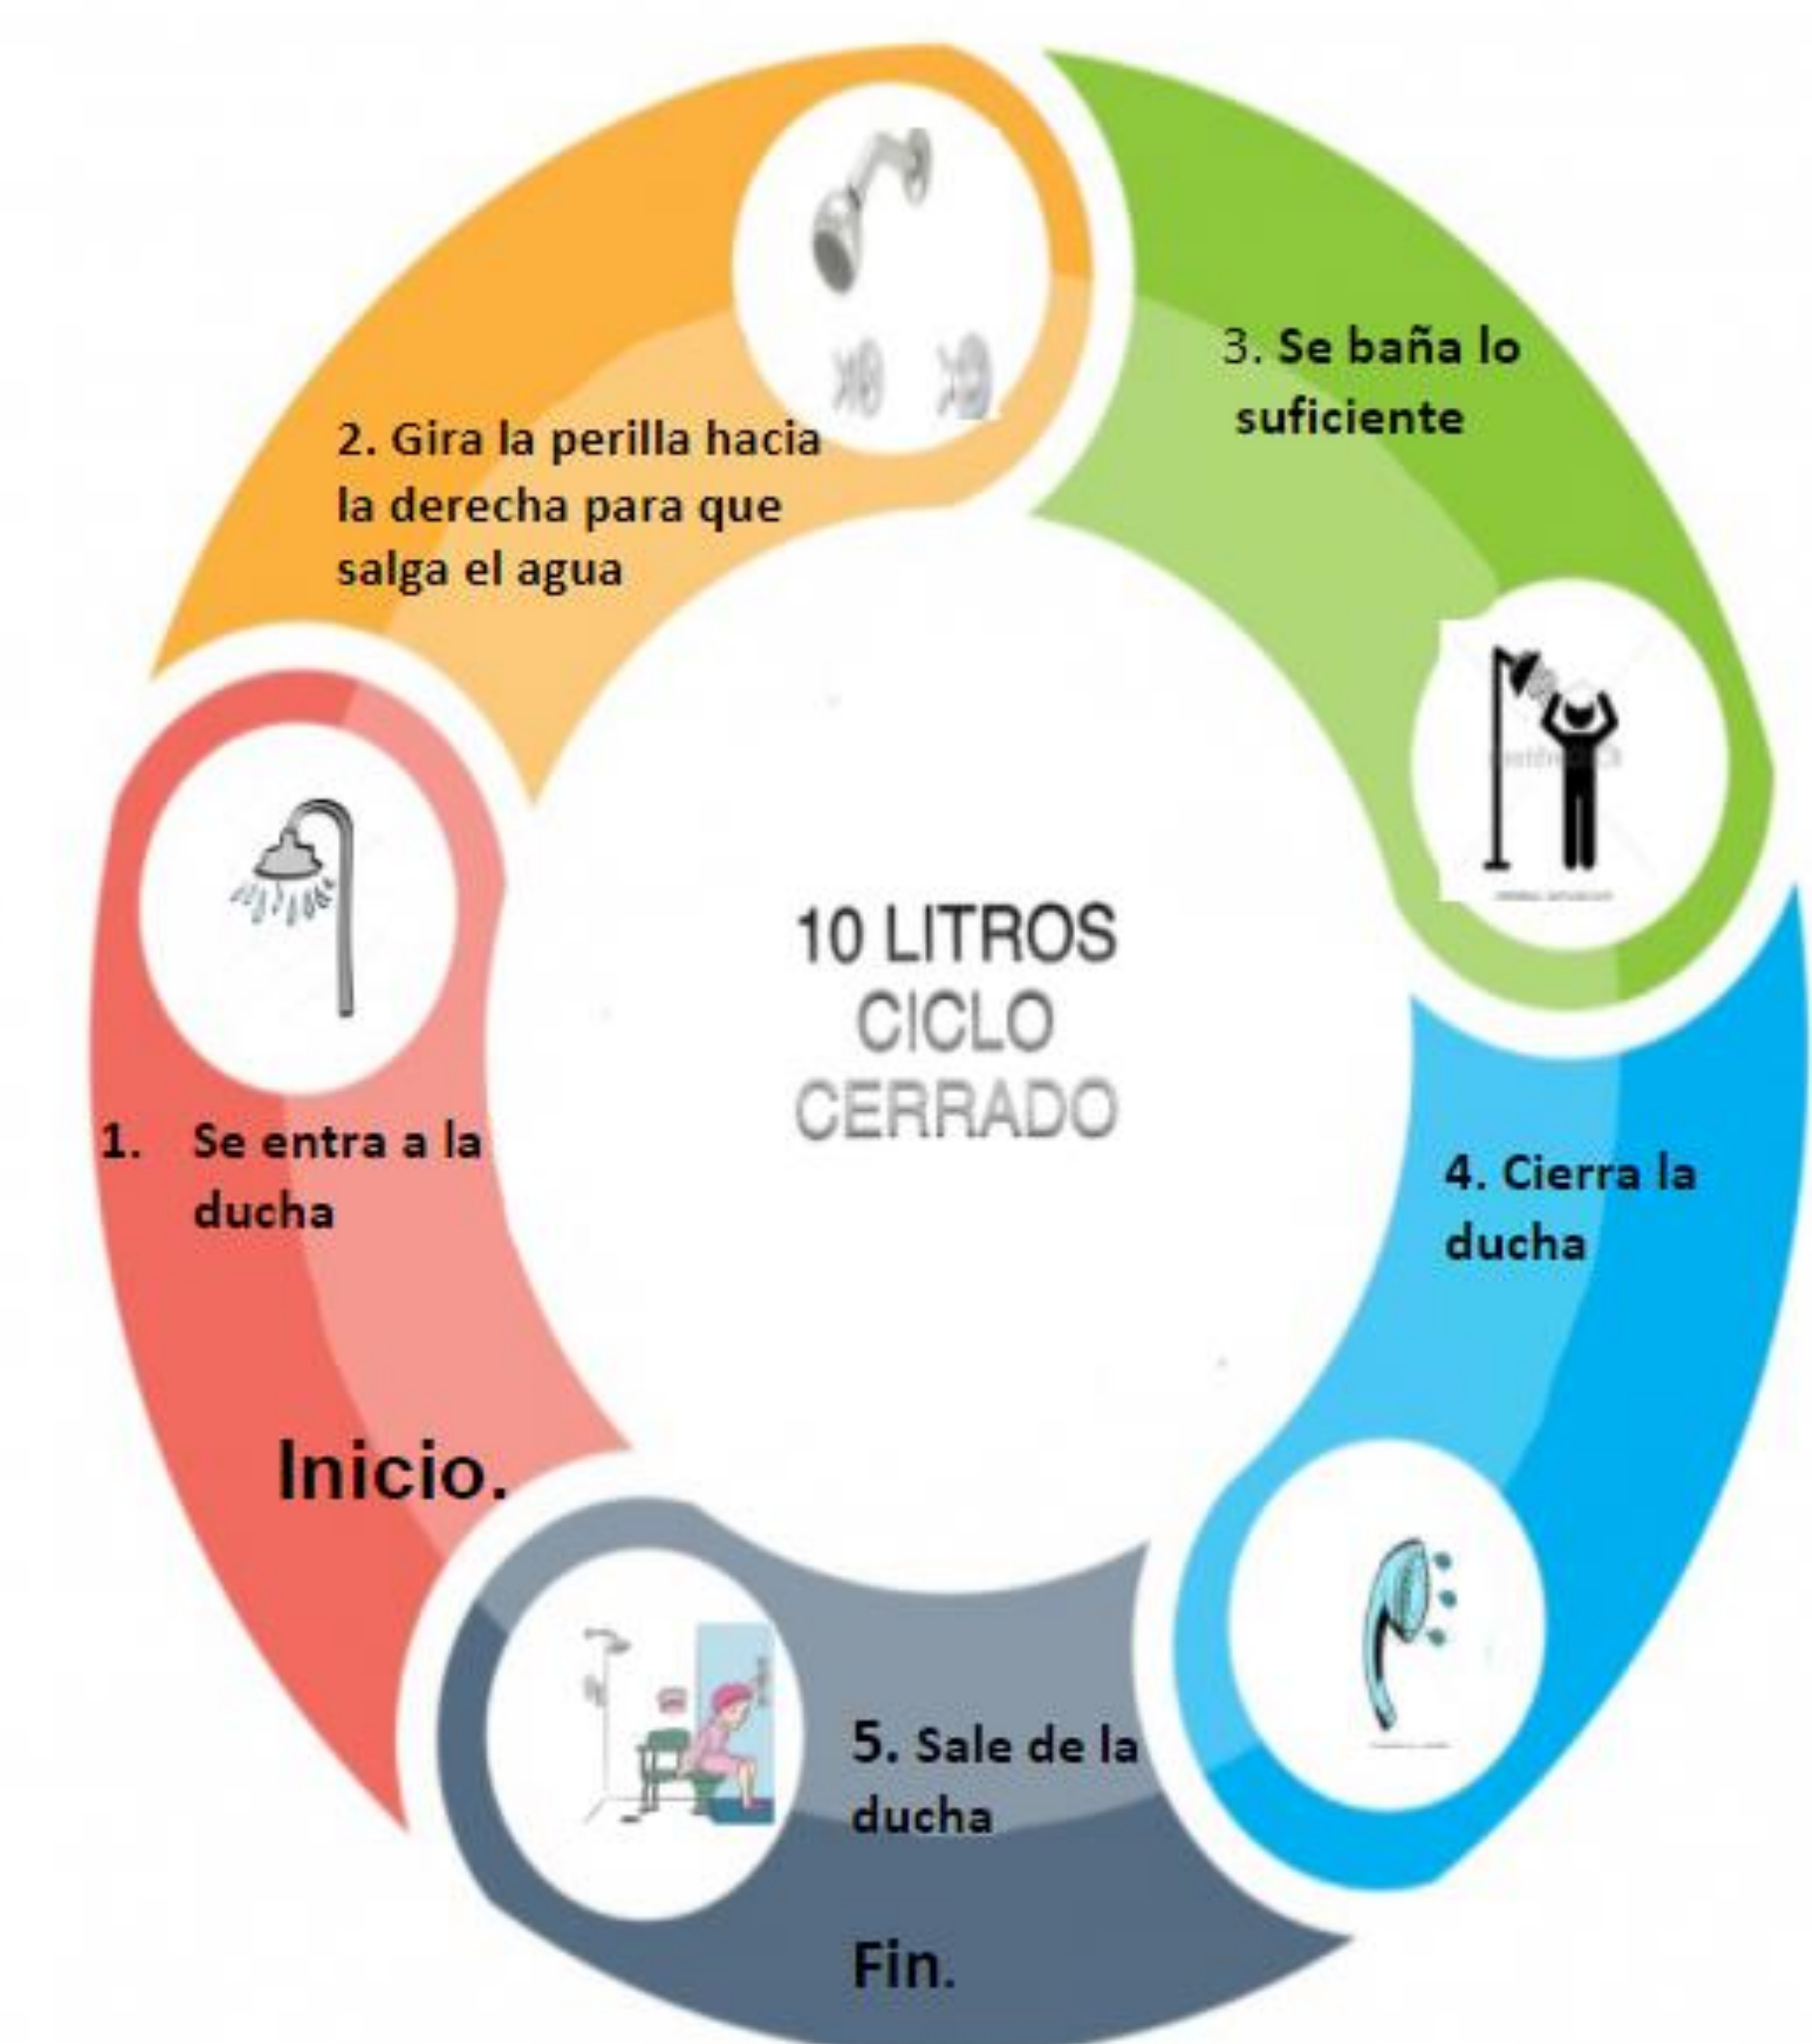 1. Se entra a la
ducha
Inicio.
2. Gira la perilla hacia
la derecha para que
salga el agua
3. Se baña lo
suficiente
4. Cierra la
ducha
5. Sale de la
ducha
Fin.
10 LITROS
CICLO
CERRADO